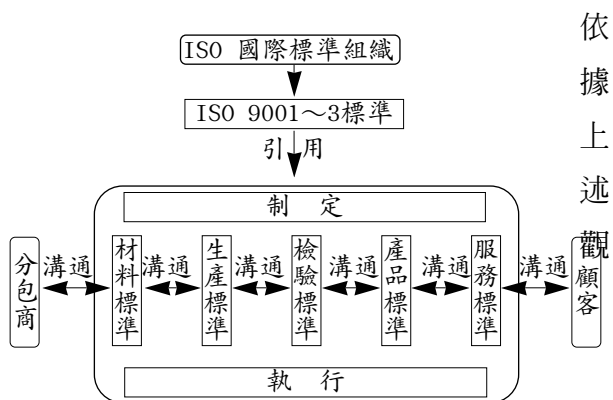 ISO 國際標準組織
ISO 9001～3標準
引用
制 定
分包商
溝通
材料標準
溝通
生產標準
溝通
檢驗標準
溝通
產品標準
溝通
服務標準
溝通
顧客
執 行
依據上述觀